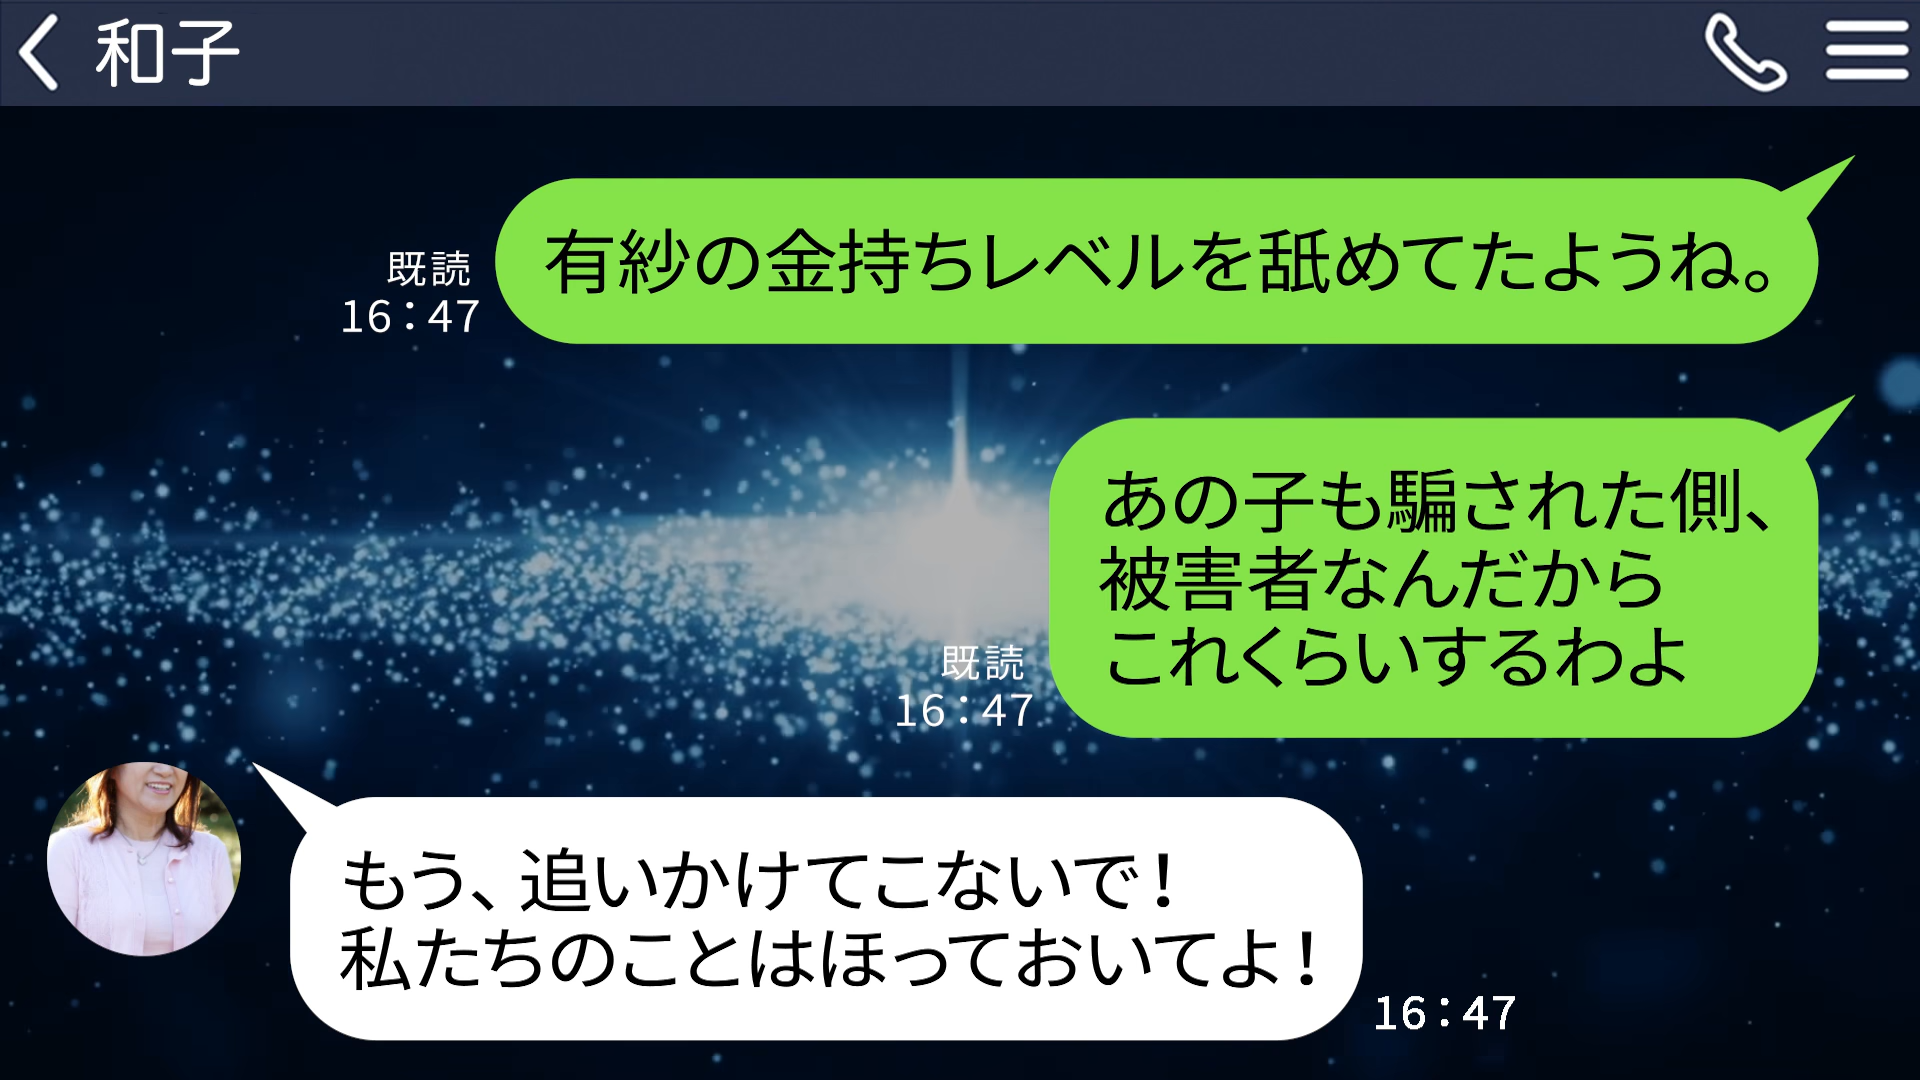 和子
有紗の金持ちレベルを舐めてたようね。
既読
16：47
あの子も騙された側、
被害者なんだから
これくらいするわよ
既読
16：47
もう、追いかけてこないで！
私たちのことはほっておいてよ！
16：47